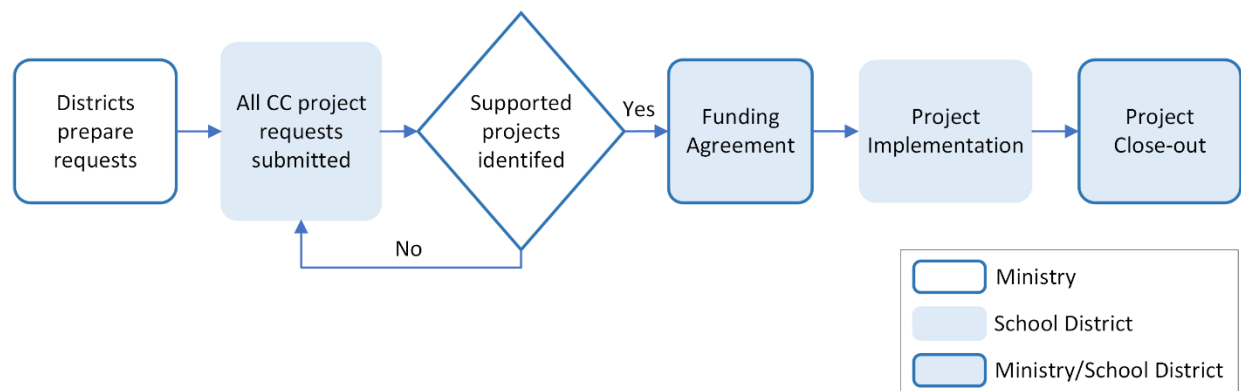 Districts
prepare
requests
All CC project
requests
submitted
Supported
projects
identifed
Yes
No
Funding
Agreement
Project
Implementation
Project
Close-out
Ministry
School District
Ministry/School District